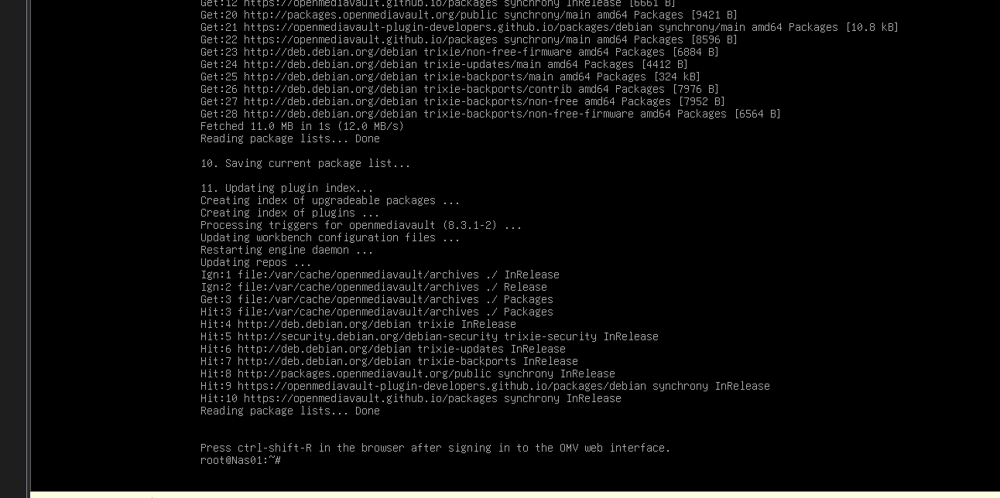 Get:12 https://openmediavault.github.io/packages synchrony InRelease [6661 B]
Get:20 http://packages.openmediavault.org/public synchrony/main amd64 Packages [9421 B]
Get:21 https://openmediavault-plugin-developers.github.io/packages/debian synchrony/main amd64 Packages [10.8 kB]
Get:22 https://openmediavault.github.io/packages synchrony/main amd64 Packages [8596 B]
Get:23 http://deb.debian.org/debian trixie/non-free-firmware amd64 Packages [6884 B]
Get:24 http://deb.debian.org/debian trixie-updates/main amd64 Packages [4412 B]
Get:25 http://deb.debian.org/debian trixie-backports/main amd64 Packages [324 kB]
Get:26 http://deb.debian.org/debian trixie-backports/contrib amd64 Packages [7976 B]
Get:27 http://deb.debian.org/debian trixie-backports/non-free amd64 Packages [7952 B]
Get:28 http://deb.debian.org/debian trixie-backports/non-free-firmware amd64 Packages [6564 B]
Fetched 11.0 MB in 1s (12.0 MB/s)
Reading package lists... Done
10. Saving current package list...
11. Updating plugin index...
Creating index of upgradeable packages ...
Creating index of plugins ...
Processing triggers for openmediavault (8.3.1-2) ...
Updating workbench configuration files ...
Restarting engine daemon ...
Updating repos ...
Ign:1 file:/var/cache/openmediavault/archives ./ InRelease
Ign:2 file:/var/cache/openmediavault/archives ./ Release
Get:3 file:/var/cache/openmediavault/archives ./ Packages
Hit:3 file:/var/cache/openmediavault/archives ./ Packages
Hit:4 http://deb.debian.org/debian trixie InRelease
Hit:5 http://security.debian.org/debian-security trixie-security InRelease
Hit:6 http://deb.debian.org/debian trixie-updates InRelease
Hit:7 http://deb.debian.org/debian trixie-backports InRelease
Hit:8 http://packages.openmediavault.org/public synchrony InRelease
Hit:9 https://openmediavault-plugin-developers.github.io/packages/debian synchrony InRelease
Hit:10 https://openmediavault.github.io/packages synchrony InRelease
Reading package lists... Done
Press ctrl-shift-R in the browser after signing in to the OMV web interface.
root@Nas01:~#